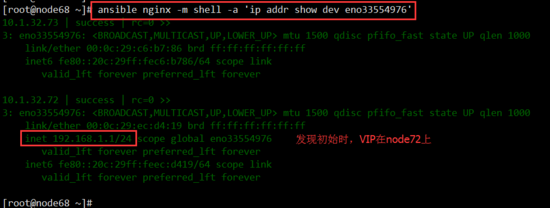 [root@node68 ~]# ansible nginx -m shell -a 'ip addr show dev eno33554976'
10.1.32.73 | success | rc=0 >>
3: eno33554976: <BROADCAST,MULTICAST,UP,LOWER_UP> mtu 1500 qdisc pfifo_fast state UP qlen 1000
link/ether 00:0c:29:c6:b7:86 brd ff:ff:ff:ff:ff:ff
inet6 fe80::20c:29ff:fec6:b786/64 scope link
valid_lft forever preferred_lft forever
10.1.32.72 | success | rc=0 >>
3: eno33554976: <BROADCAST,MULTICAST,UP,LOWER_UP> mtu 1500 qdisc pfifo_fast state UP qlen 1000
link/ether 00:0c:29:ec:d4:19 brd ff:ff:ff:ff:ff:ff
inet 192.168.1.1/24 scope global eno33554976 发现初始时，VIP在node72上
valid_lft forever preferred_lft forever
inet6 fe80::20c:29ff:feec:d419/64 scope link
valid_lft forever preferred_lft forever
[root@node68 ~]#